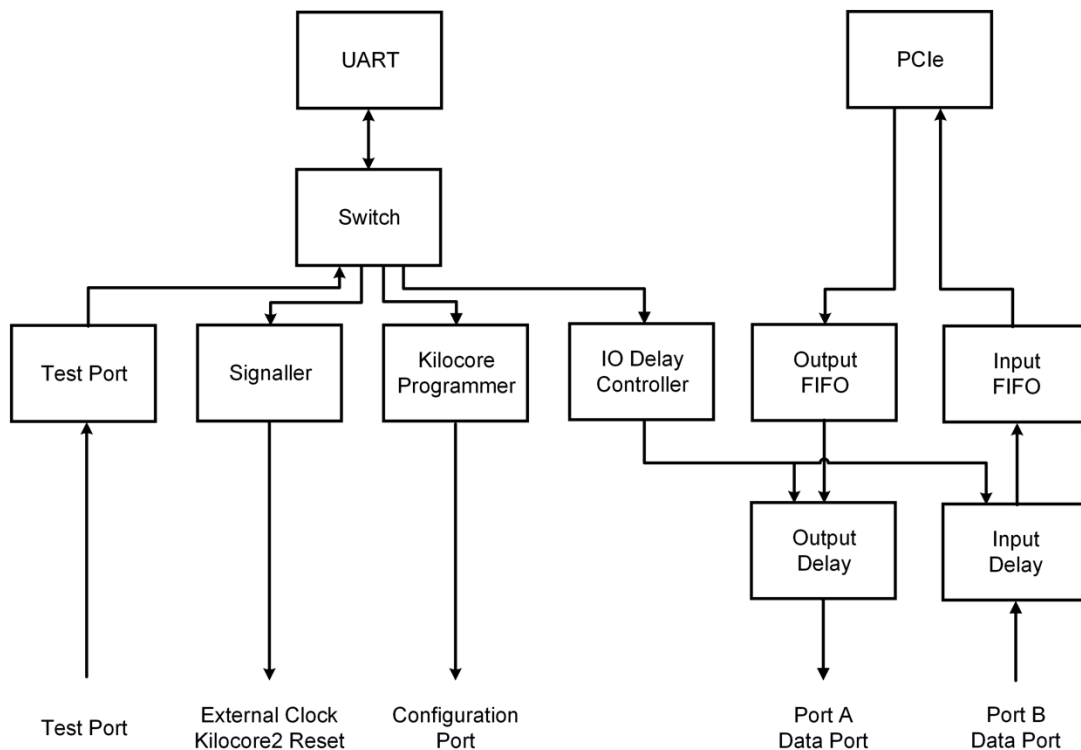 UART
PCIe
Switch
Test Port
Signaller
Kilocore
Programmer
IO Delay
Controller
Output
FIFO
Input
FIFO
Output
Delay
Input
Delay
Test Port
External Clock
Kilocore2 Reset
Configuration
Port
Port A
Data Port
Port B
Data Port